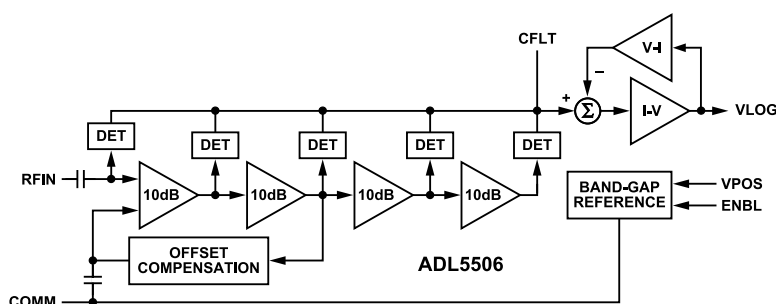 CFLT
V-I
–
+
Σ
I-V
VLOG
DET
DET
DET
DET
DET
RFIN
10dB
10dB
10dB
10dB
BAND-GAP
REFERENCE
VPOS
ENBL
OFFSET
COMPENSATION
ADL5506
COMM